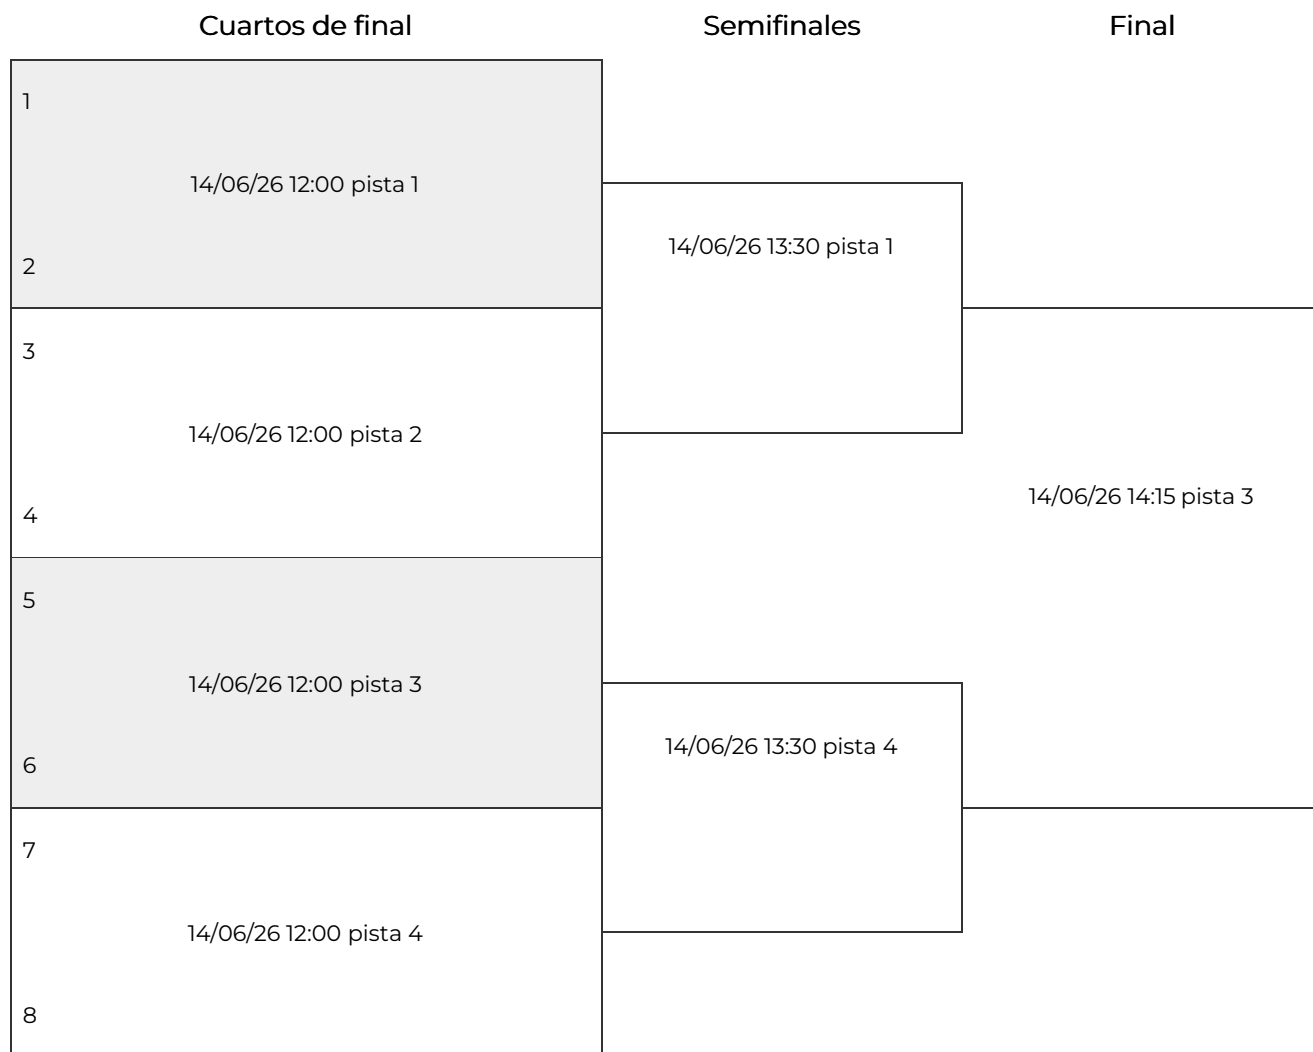 Cuartos de final
Semifinales
Final
1
14/06/26 12:00 pista 1
2
3
14/06/26 12:00 pista 2
4
5
14/06/26 12:00 pista 3
6
7
14/06/26 12:00 pista 4
8
14/06/26 13:30 pista 1
14/06/26 13:30 pista 4
14/06/26 14:15 pista 3